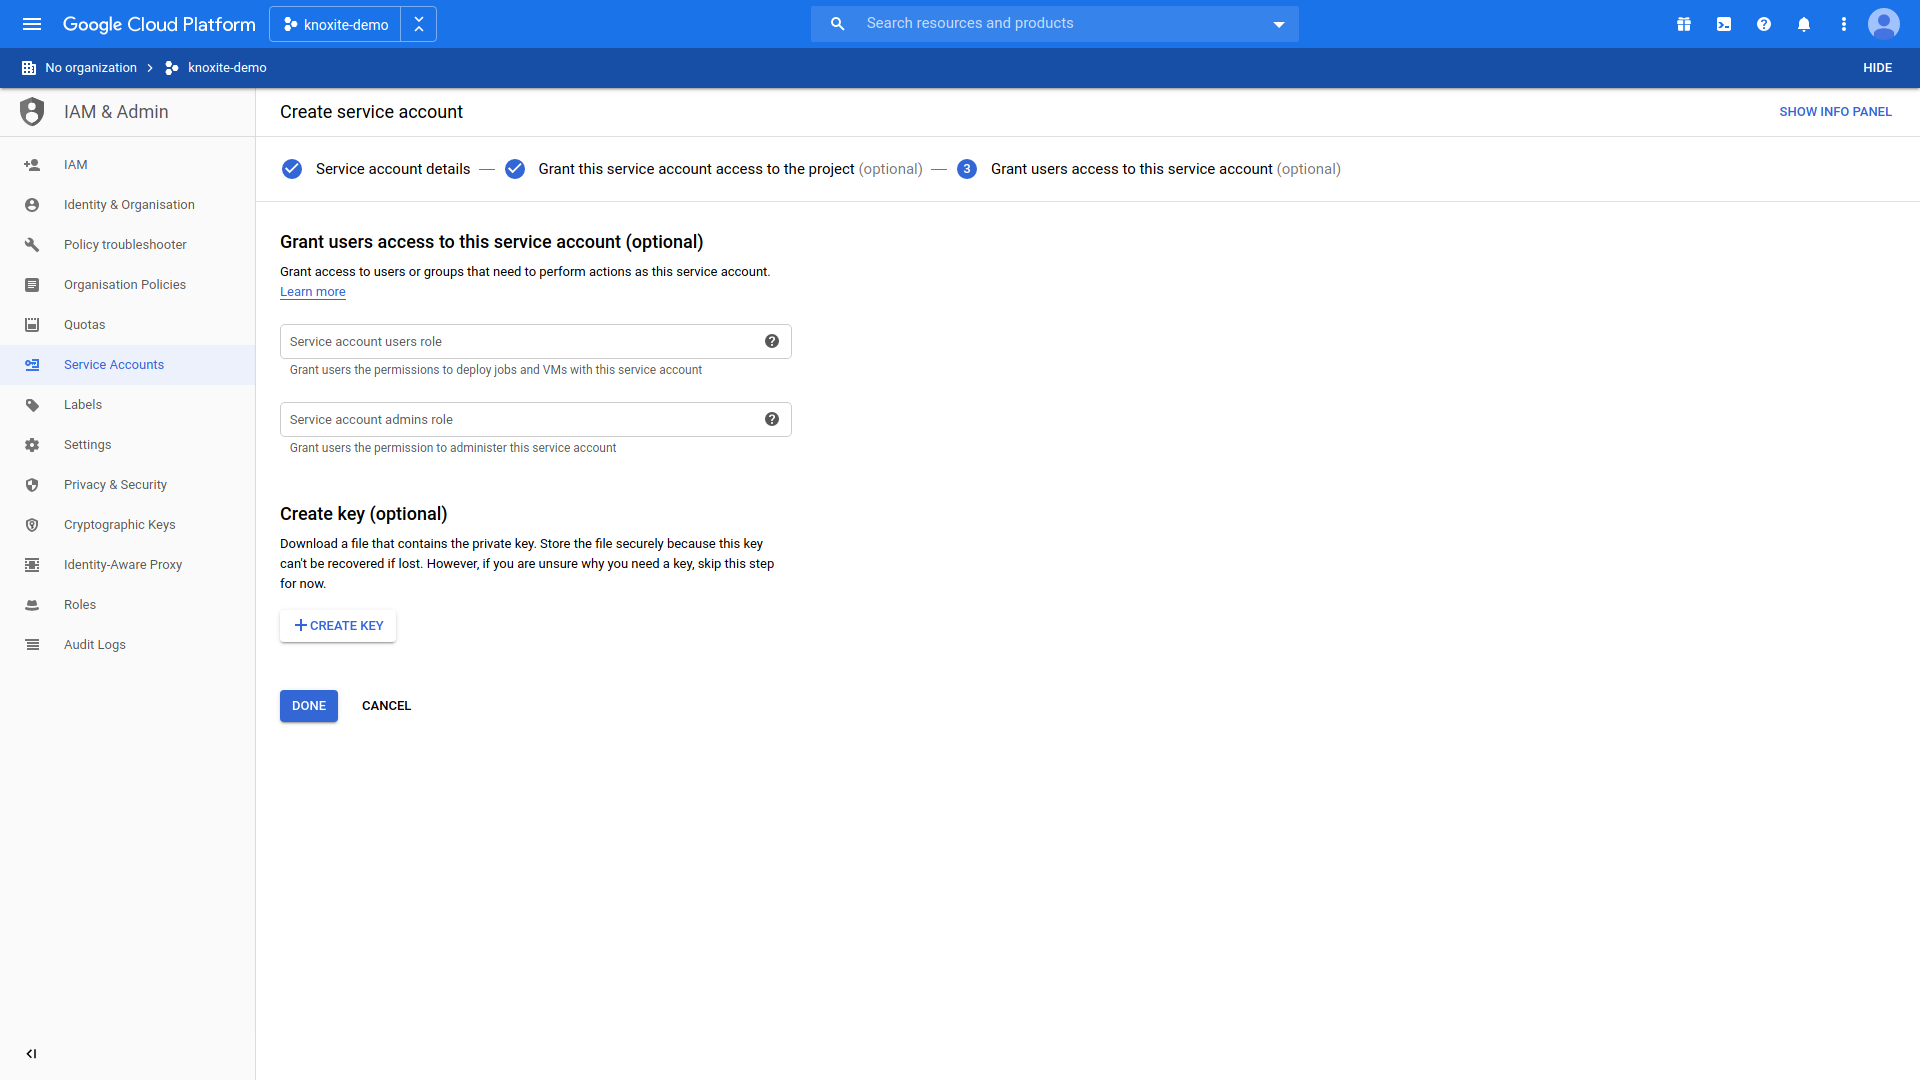 Google Cloud Platform
knoxite-demo
Search resources and products
No organization
knoxite-demo
HIDE
IAM & Admin
IAM
Identity & Organisation
Policy troubleshooter
Organisation Policies
Quotas
Service Accounts
Labels
Settings
Privacy & Security
Cryptographic Keys
Identity-Aware Proxy
Roles
Audit Logs
Create service account
SHOW INFO PANEL
Service account details
Grant this service account access to the project (optional)
3 Grant users access to this service account (optional)
Grant users access to this service account (optional)
Grant access to users or groups that need to perform actions as this service account.
Learn more
Service account users role
Grant users the permissions to deploy jobs and VMs with this service account
Service account admins role
Grant users the permission to administer this service account
Create key (optional)
Download a file that contains the private key. Store the file securely because this key
can't be recovered if lost. However, if you are unsure why you need a key, skip this step
for now.
CREATE KEY
DONE
CANCEL